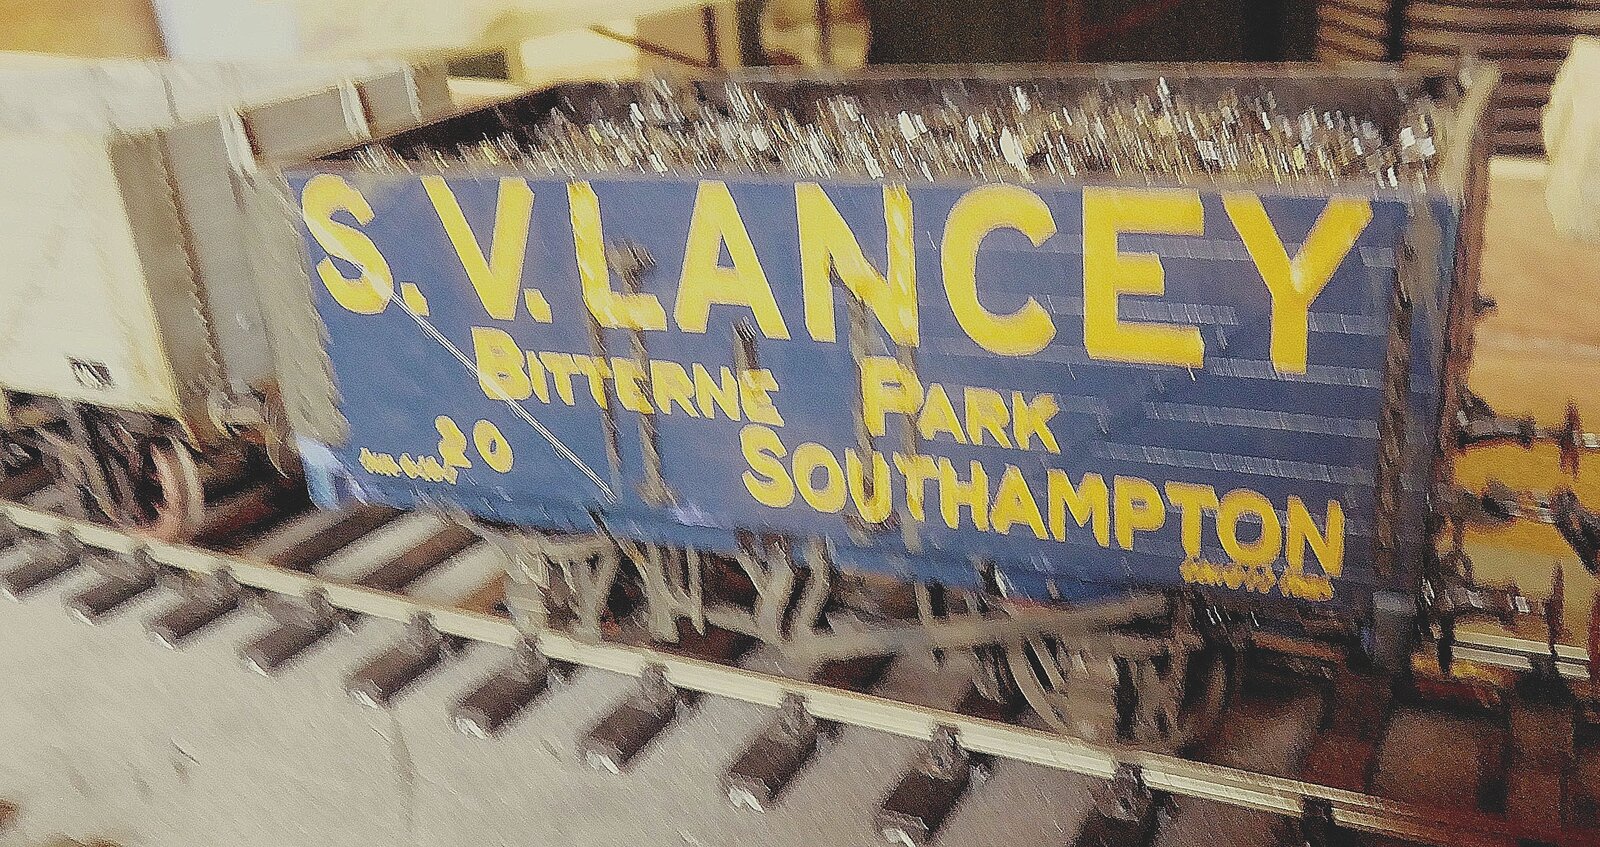 S. V. LANCEY
BITTERNE PARK
20
SOUTHAMPTON